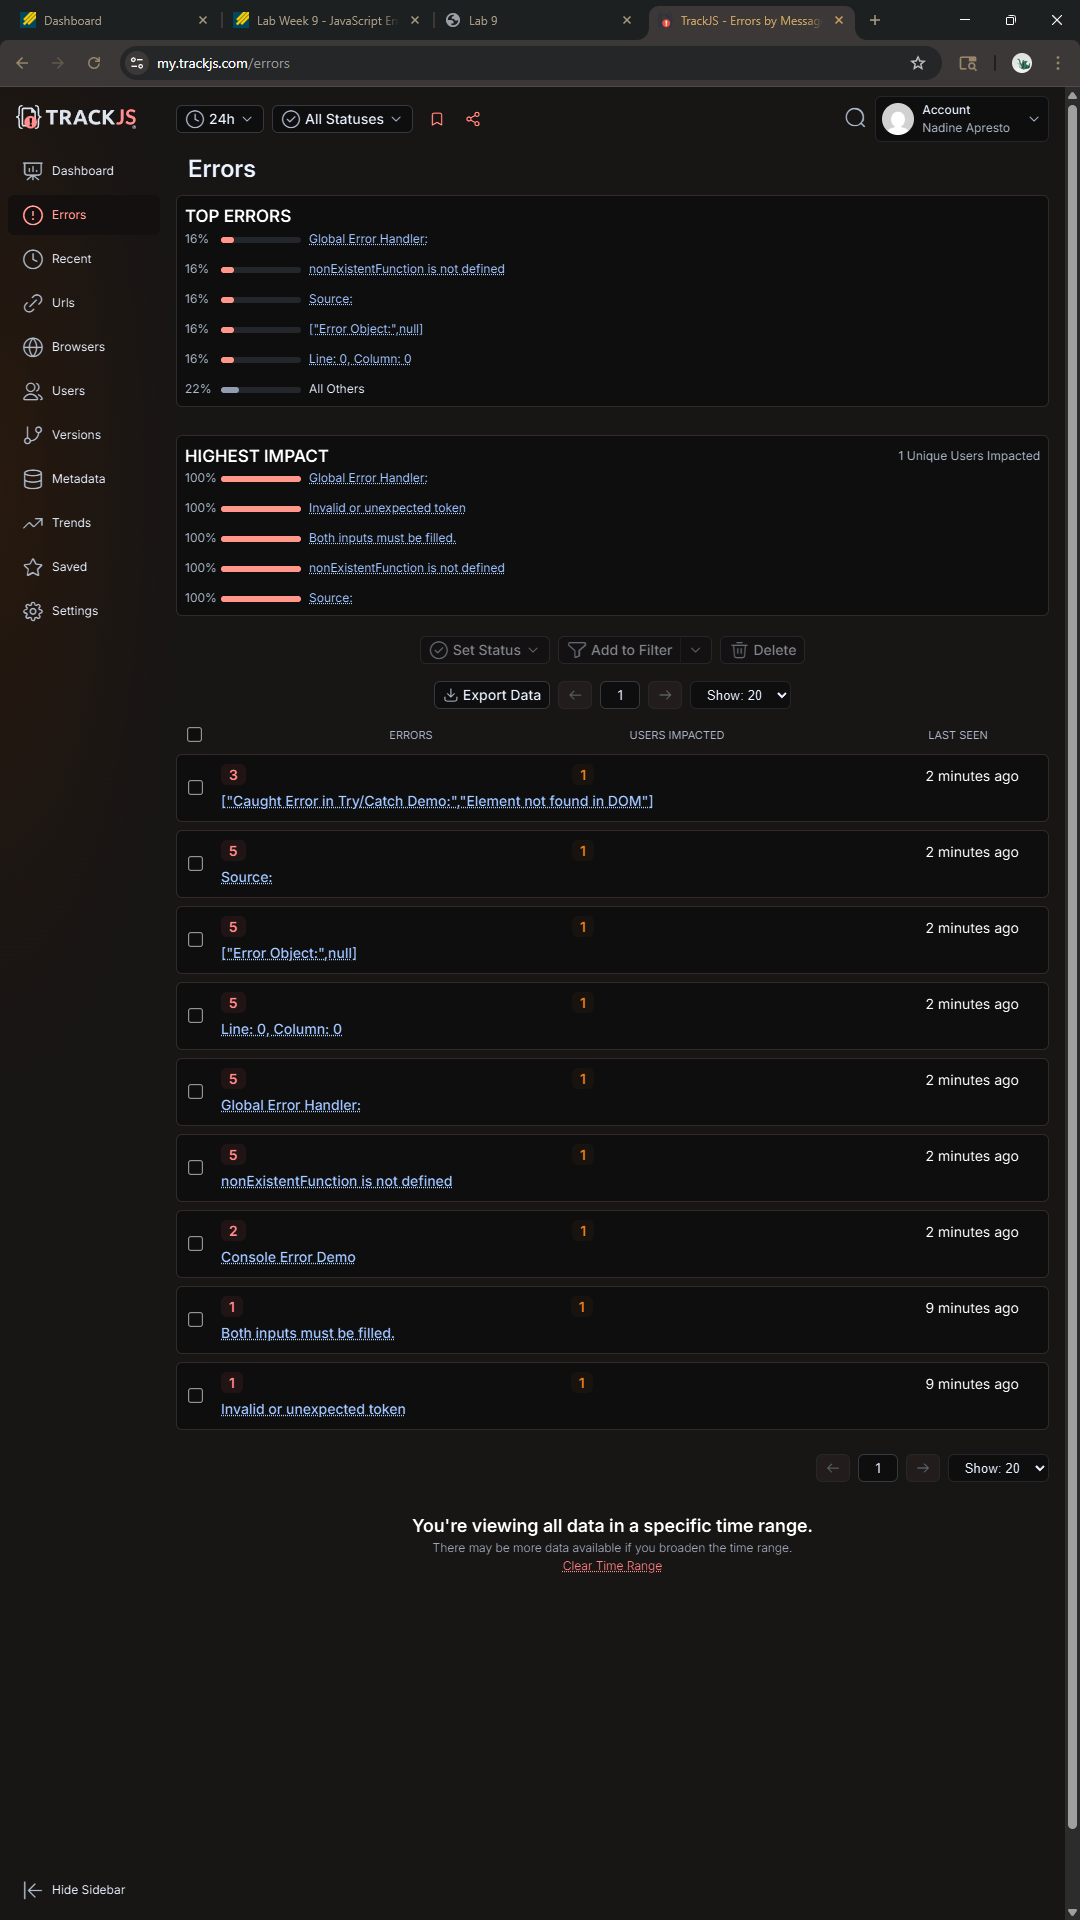 Dashboard
Lab Week 9 - JavaScript En
Lab 9
TrackJS - Errors by Messag
my.trackjs.com/errors
TRACKJS
24h
All Statuses
Account
Nadine Apresto
Dashboard
Errors
Recent
Urls
Browsers
Users
Versions
Metadata
Trends
Saved
Settings
Errors
TOP ERRORS
16% Global Error Handler:
16% nonExistentFunction is not defined
16% Source:
16% ["Error Object:",null]
16% Line: 0, Column: 0
22% All Others
HIGHEST IMPACT
1 Unique Users Impacted
100% Global Error Handler:
100% Invalid or unexpected token
100% Both inputs must be filled.
100% nonExistentFunction is not defined
100% Source:
Set Status
Add to Filter
Delete
Export Data
1
Show: 20
ERRORS USERS IMPACTED LAST SEEN
3 1 2 minutes ago
["Caught Error in Try/Catch Demo:","Element not found in DOM"]
5 1 2 minutes ago
Source:
5 1 2 minutes ago
["Error Object:",null]
5 1 2 minutes ago
Line: 0, Column: 0
5 1 2 minutes ago
Global Error Handler:
5 1 2 minutes ago
nonExistentFunction is not defined
2 1 2 minutes ago
Console Error Demo
1 1 9 minutes ago
Both inputs must be filled.
1 1 9 minutes ago
Invalid or unexpected token
1
Show: 20
You're viewing all data in a specific time range.
There may be more data available if you broaden the time range.
Clear Time Range
Hide Sidebar